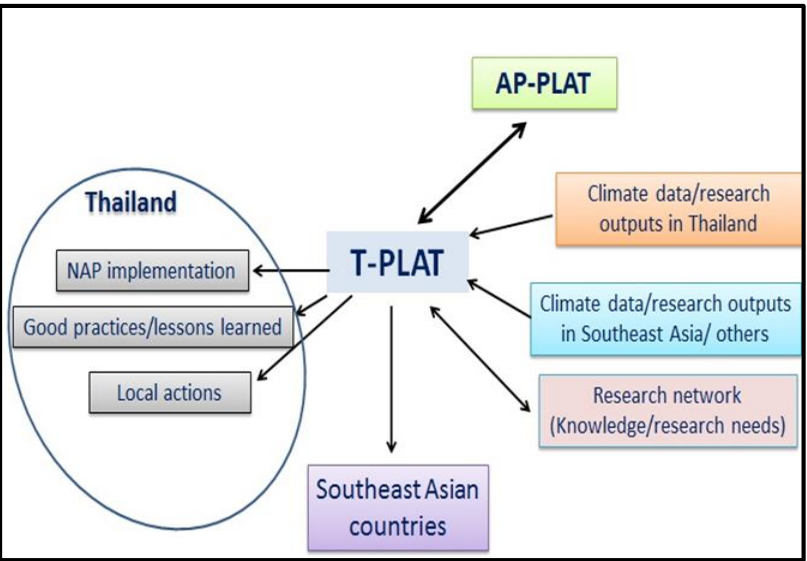 AP-PLAT
Thailand
Climate data/research
outputs in Thailand
T-PLAT
NAP implementation
Good practices/lessons learned
Climate data/research outputs
in Southeast Asia/ others
Local actions
Research network
(Knowledge/research needs)
Southeast Asian
countries